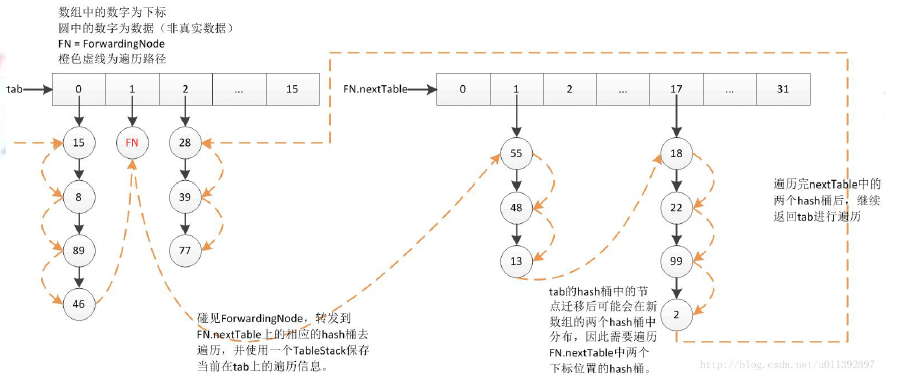 数组中的数字为下标
圆中的数字为数据（非真实数据）
FN = ForwardingNode
橙色虚线为遍历路径
tab
0 1 2 ... 15
FN.nextTable
0 1 2 ... 17 ... 31
15 FN 28 55 18
8 39 48 22
89 77 13 99
46 2
遍历完nextTable中的
两个hash桶后，继续
返回tab进行遍历
碰见ForwardingNode，转发到
FN.nextTable上的相应的hash桶去
遍历，并使用一个TableStack保存
当前在tab上的遍历信息。
tab的hash桶中的节
点迁移后可能会在新
数组的两个hash桶中
分布，因此需要遍历
FN.nextTable中两个
下标位置的hash桶。
http://blog.csdn.net/u011392897